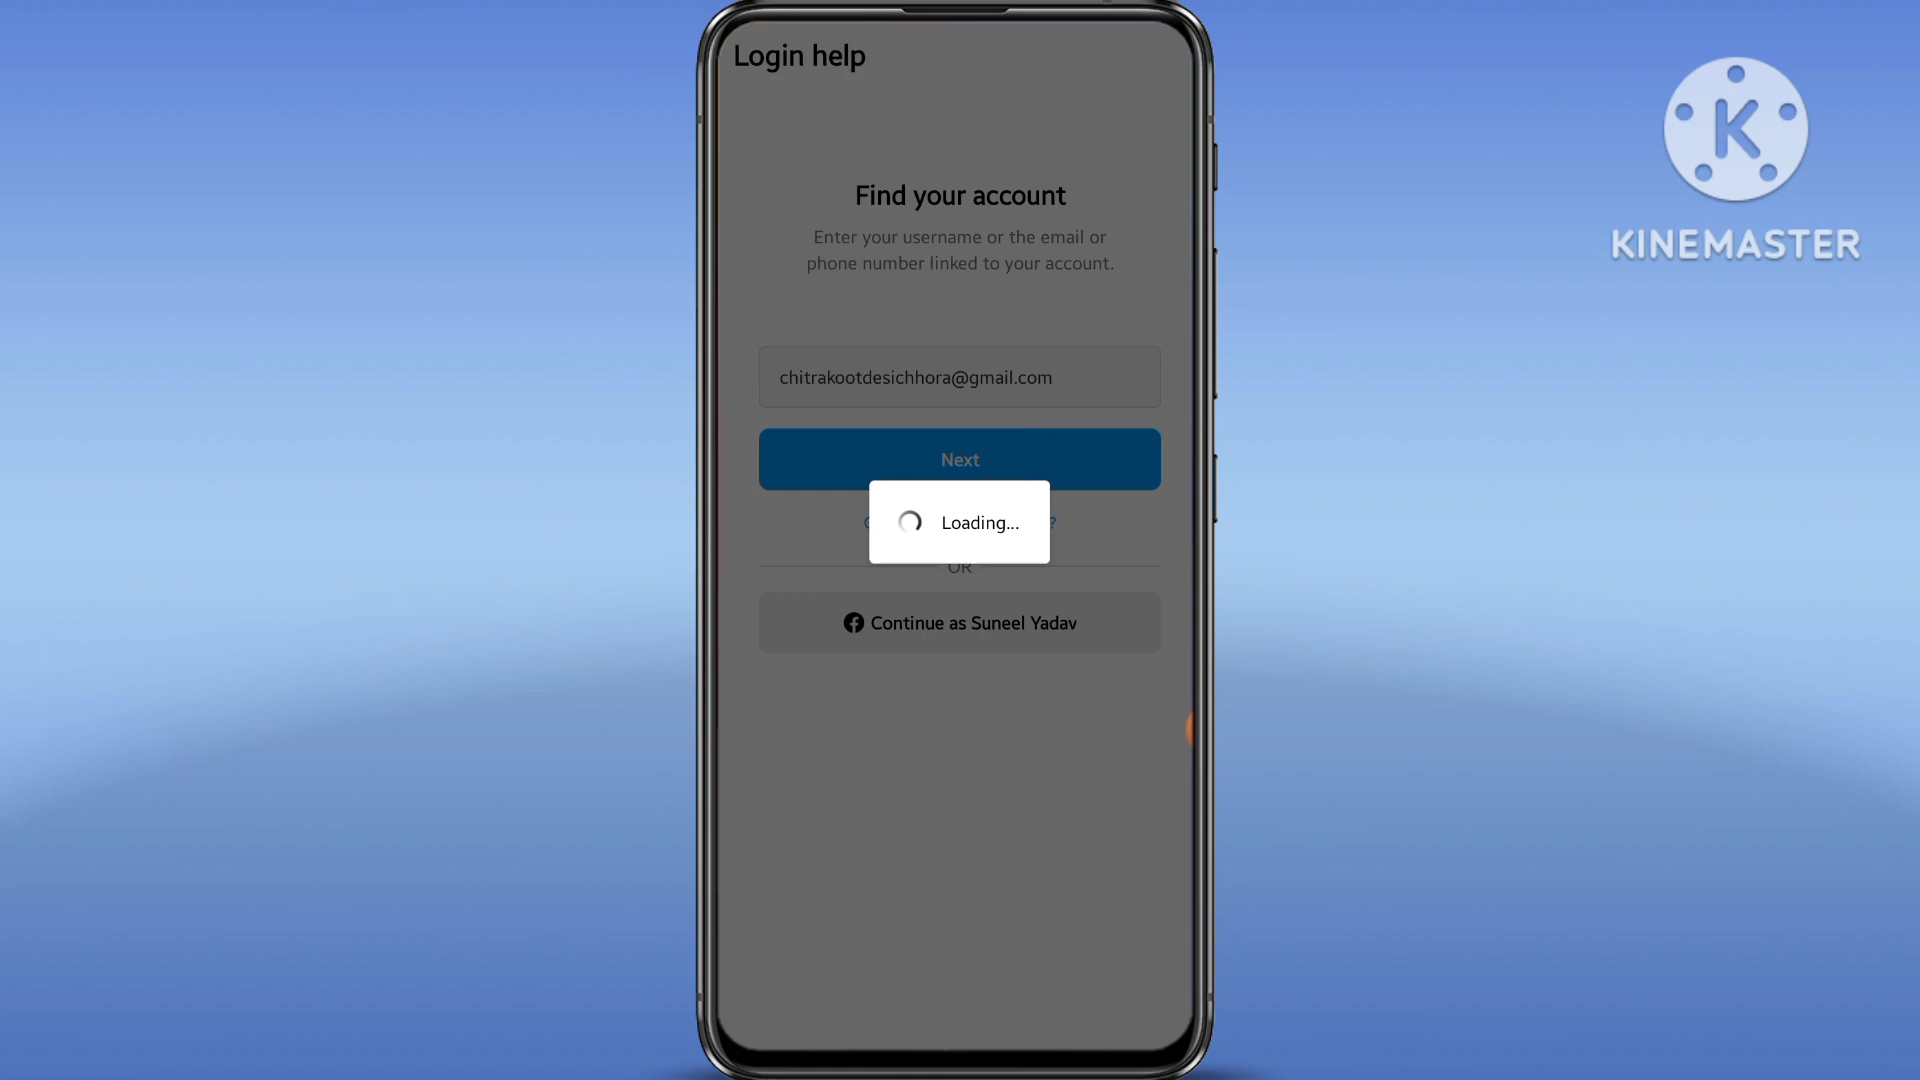 Login help
Find your account
Enter your username or the email or
phone number linked to your account.
chitrakootdesichhora@gmail.com
Next
Loading...
?
OR
Continue as Suneel Yadav
K
KINEMASTER